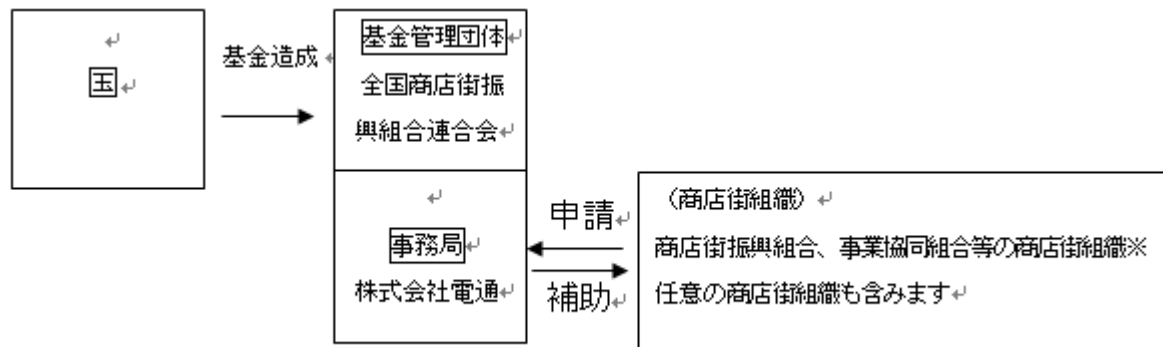 国
基金造成
基金管理団体
全国商店街振
興組合連合会
事務局
株式会社電通
申請
補助
（商店街組織）
商店街振興組合、事業協同組合等の商店街組織※
任意の商店街組織も含みます